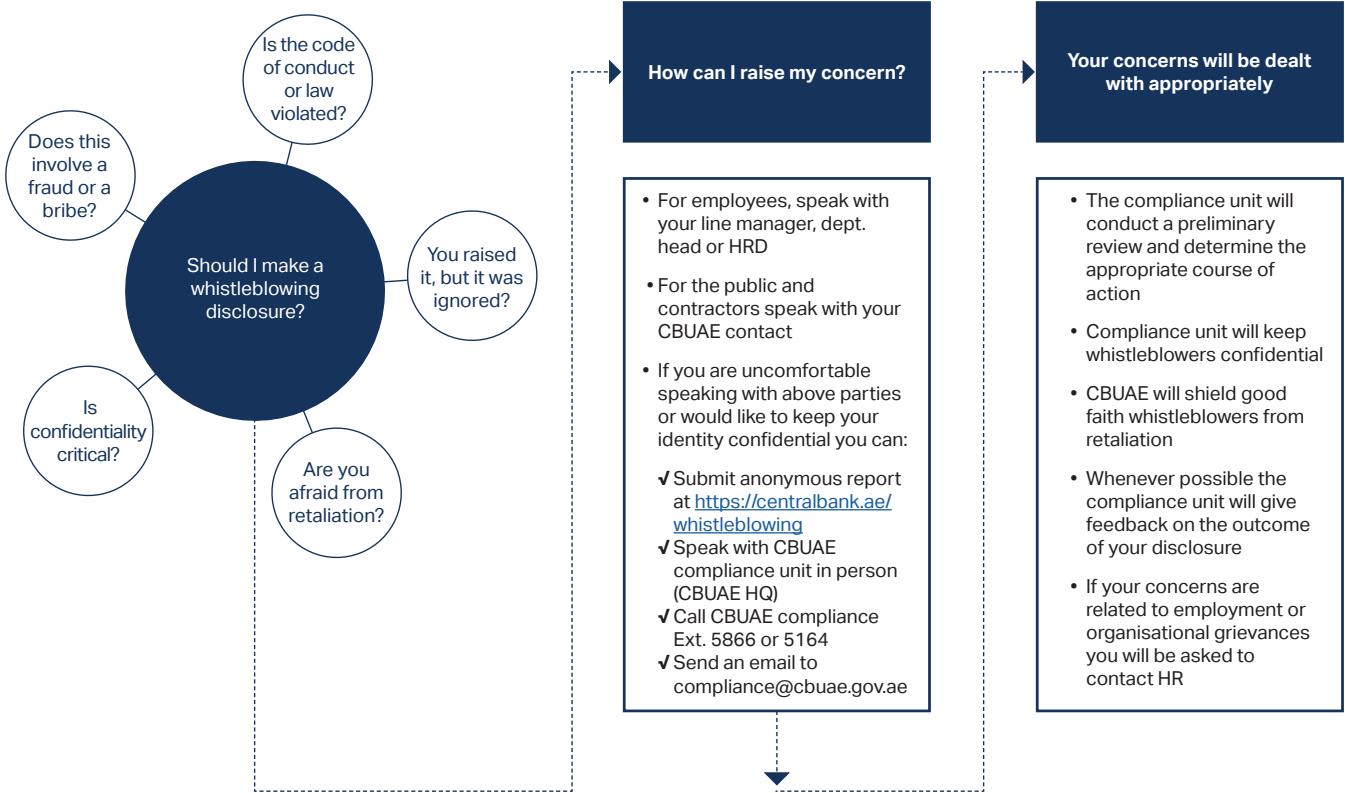 Is the code
of conduct
or law
violated?
Does this
involve a
fraud or a
bribe?
Should I make a
whistleblowing
disclosure?
You raised
it, but it was
ignored?
Is
confidentiality
critical?
Are you
afraid from
retaliation?
How can I raise my concern?
• For employees, speak with
your line manager, dept.
head or HRD
• For the public and
contractors speak with your
CBUAE contact
• If you are uncomfortable
speaking with above parties
or would like to keep your
identity confidential you can:
√ Submit anonymous report
at https://centralbank.ae/
whistleblowing
√ Speak with CBUAE
compliance unit in person
(CBUAE HQ)
√ Call CBUAE compliance
Ext. 5866 or 5164
√ Send an email to
compliance@cbuae.gov.ae
Your concerns will be dealt
with appropriately
• The compliance unit will
conduct a preliminary
review and determine the
appropriate course of
action
• Compliance unit will keep
whistleblowers confidential
• CBUAE will shield good
faith whistleblowers from
retaliation
• Whenever possible the
compliance unit will give
feedback on the outcome
of your disclosure
• If your concerns are
related to employment or
organisational grievances
you will be asked to
contact HR